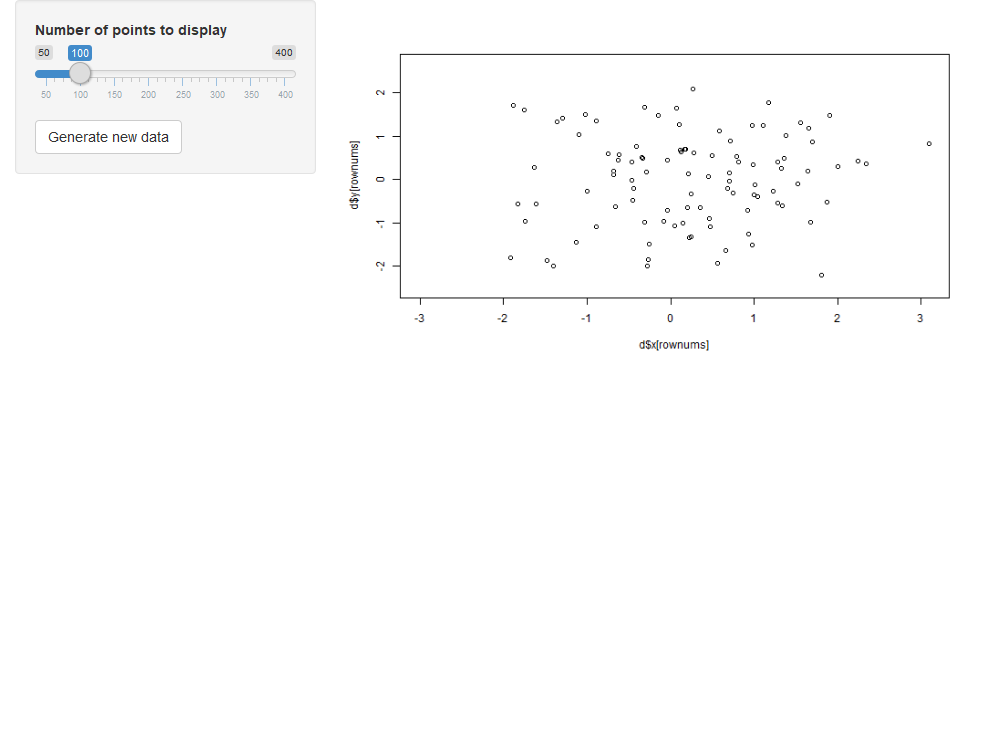 Number of points to display
50 100 400
50 100 150 200 250 300 350 400
Generate new data
d$y[rownums]
2
1
0
-1
-2
-3 -2 -1 0 1 2 3
d$x[rownums]